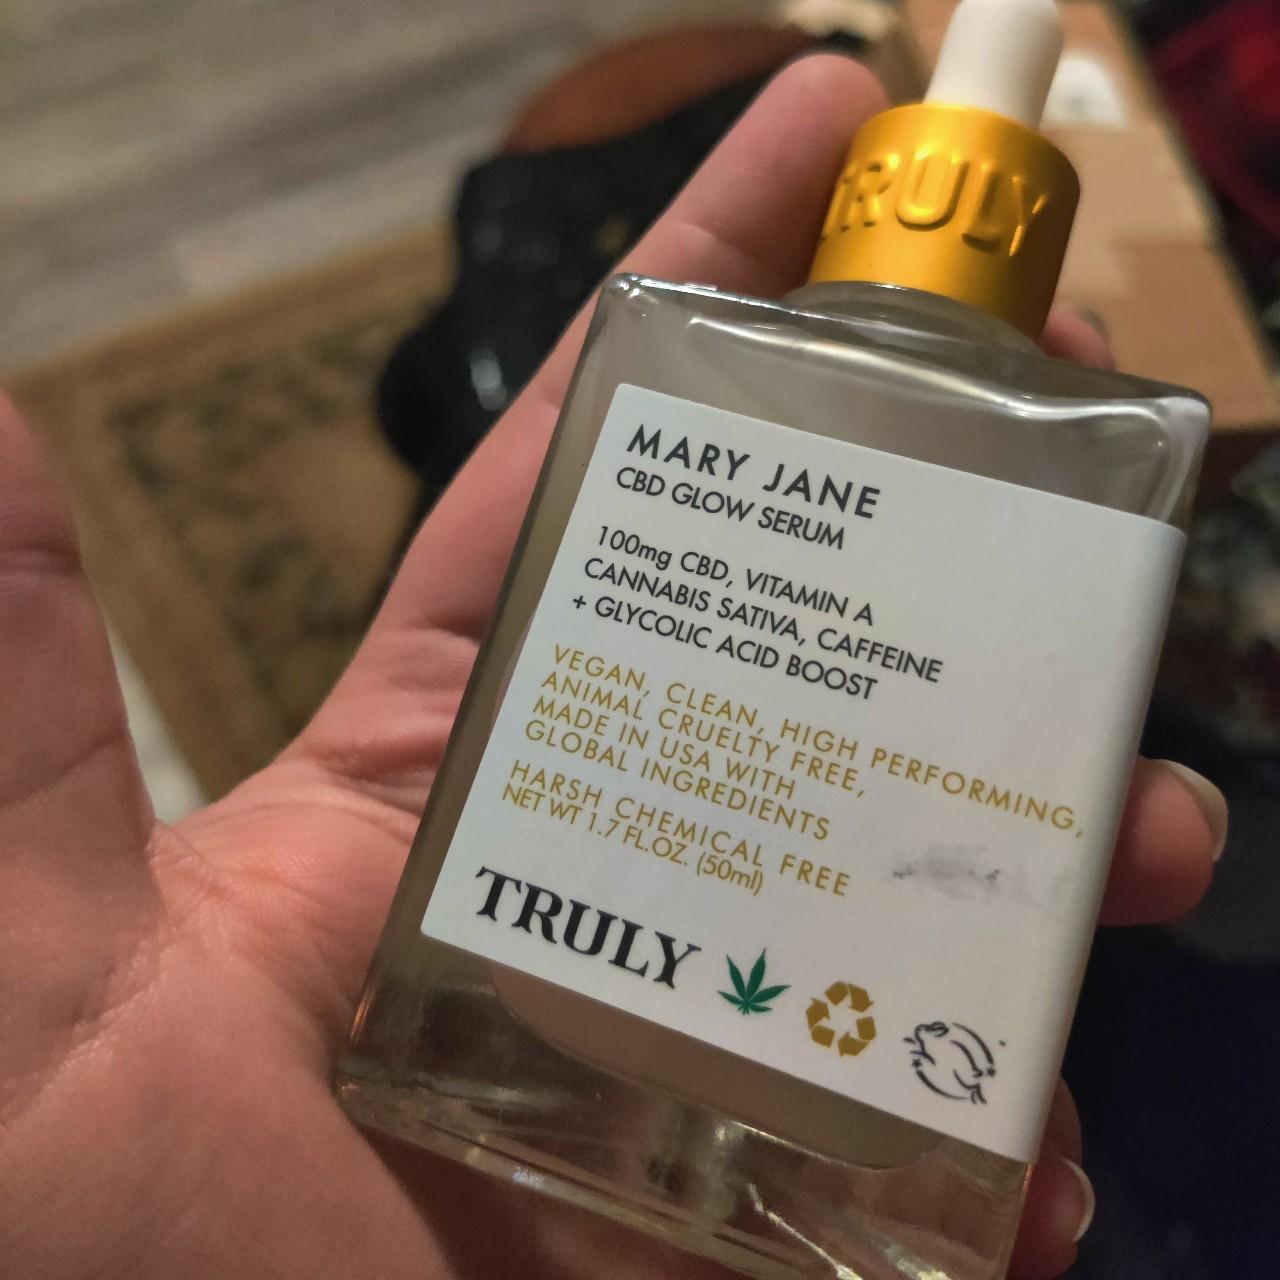 TRULY
MARY JANE
CBD GLOW SERUM
100mg CBD, VITAMIN A
CANNABIS SATIVA, CAFFEINE
+ GLYCOLIC ACID BOOST
VEGAN, CLEAN, HIGH PERFORMING,
ANIMAL CRUELTY FREE,
MADE IN USA WITH
GLOBAL INGREDIENTS
HARSH CHEMICAL FREE
NET WT 1.7 FL.OZ. (50ml)
TRULY